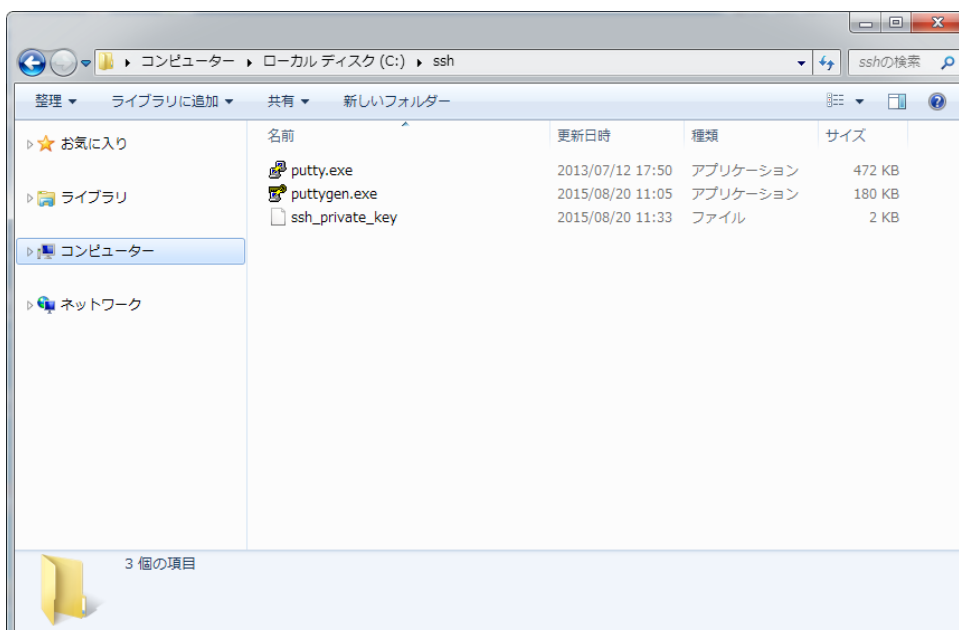 コンピューター ローカル ディスク (C:) ssh sshの検索
整理 ライブラリに追加 共有 新しいフォルダー
お気に入り
ライブラリ
コンピューター
ネットワーク
名前 更新日時 種類 サイズ
putty.exe 2013/07/12 17:50 アプリケーション 472 KB
puttygen.exe 2015/08/20 11:05 アプリケーション 180 KB
ssh_private_key 2015/08/20 11:33 ファイル 2 KB
3 個の項目